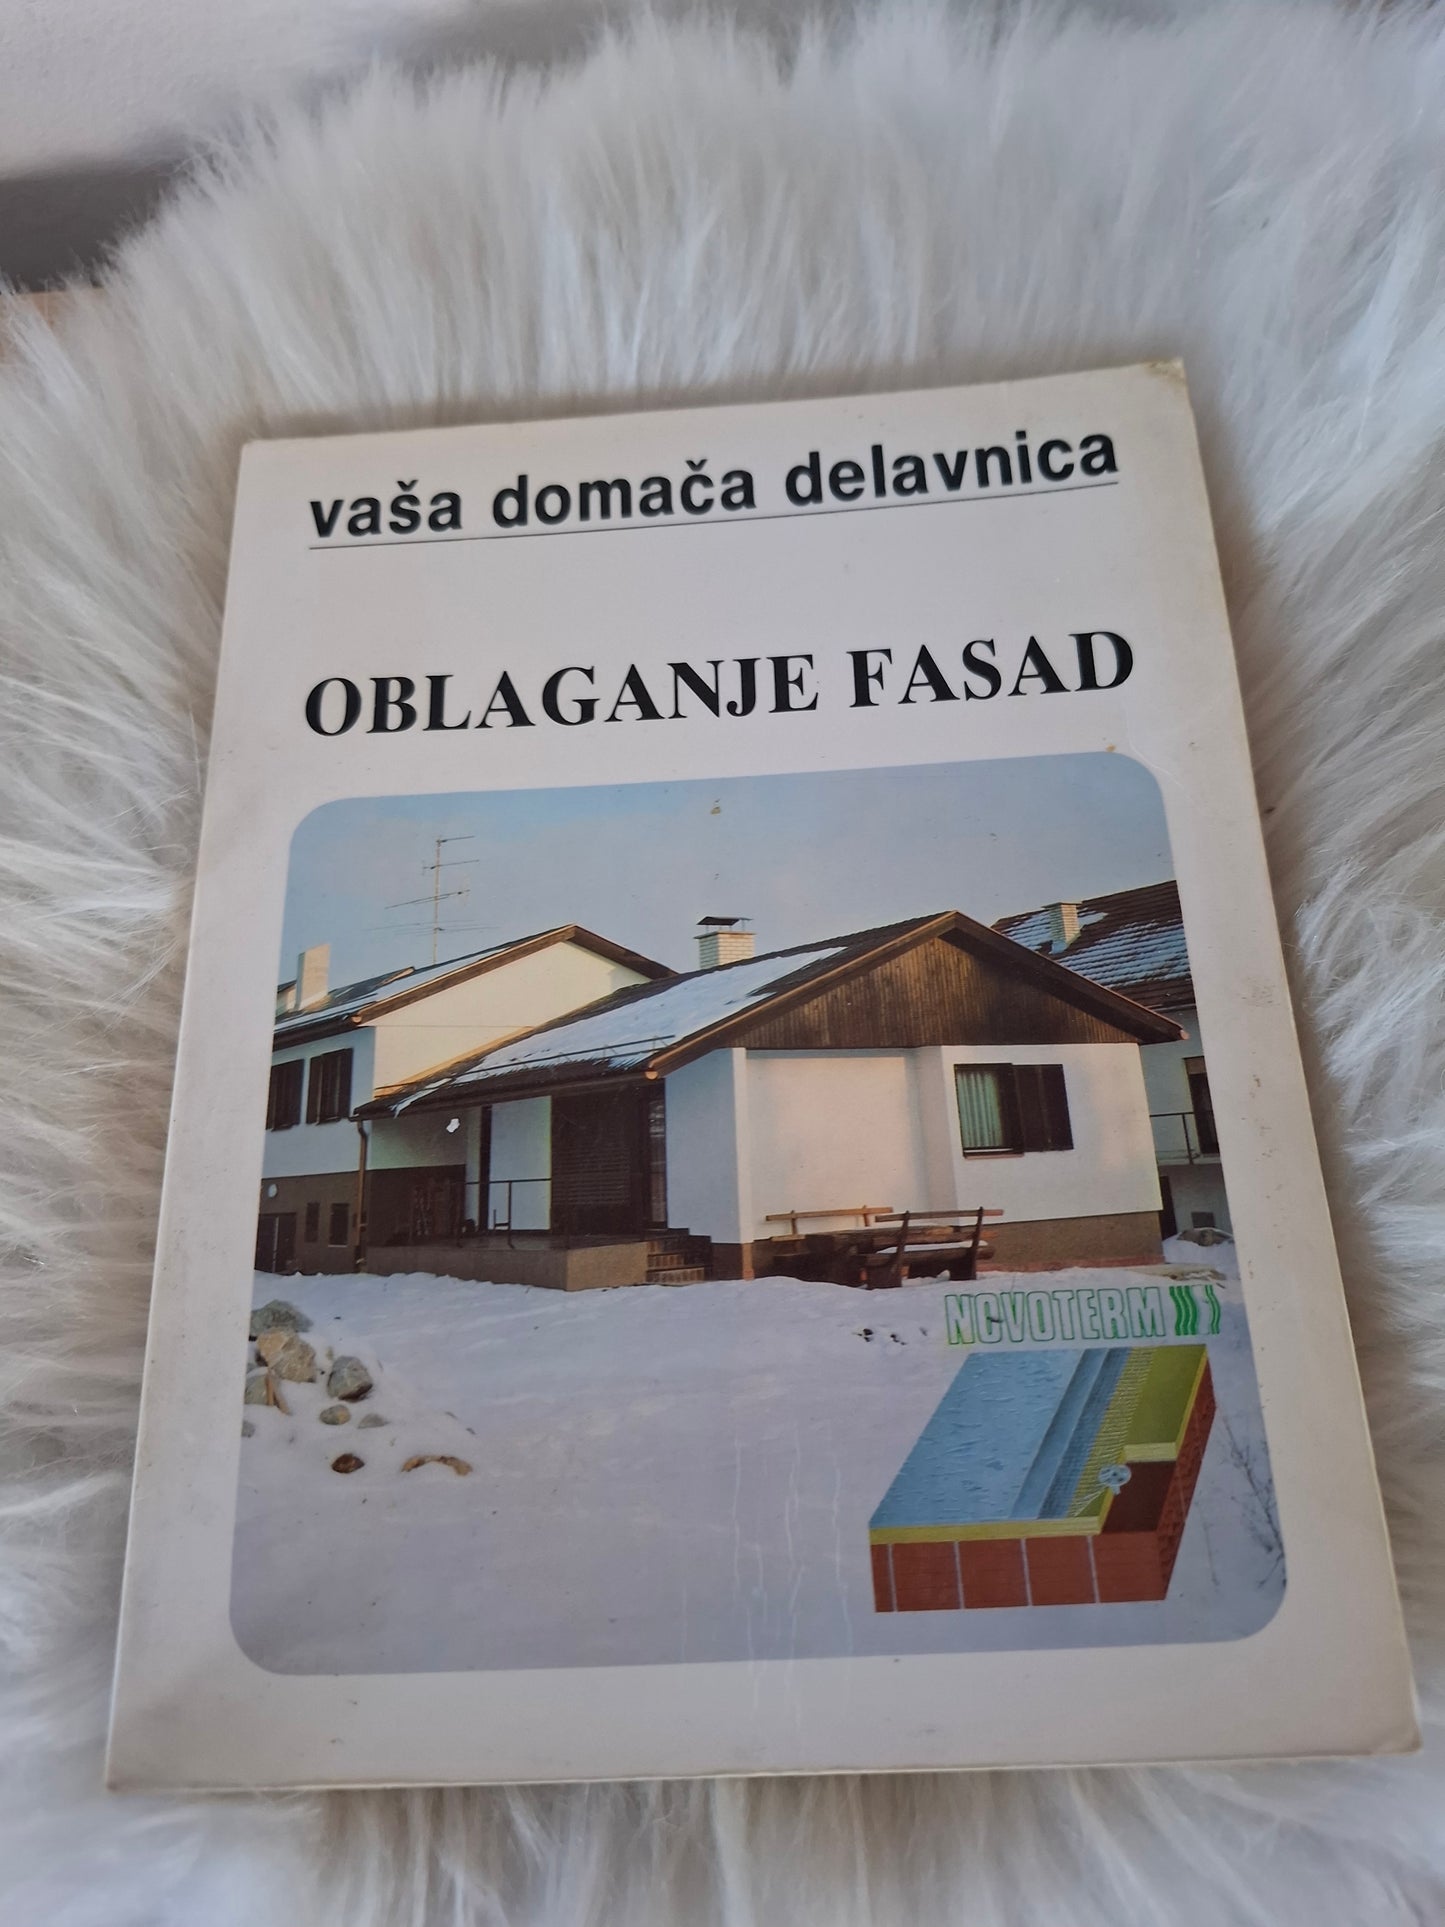 vaša domača delavnica
OBLAGANJE FASAD
NOVOTERM